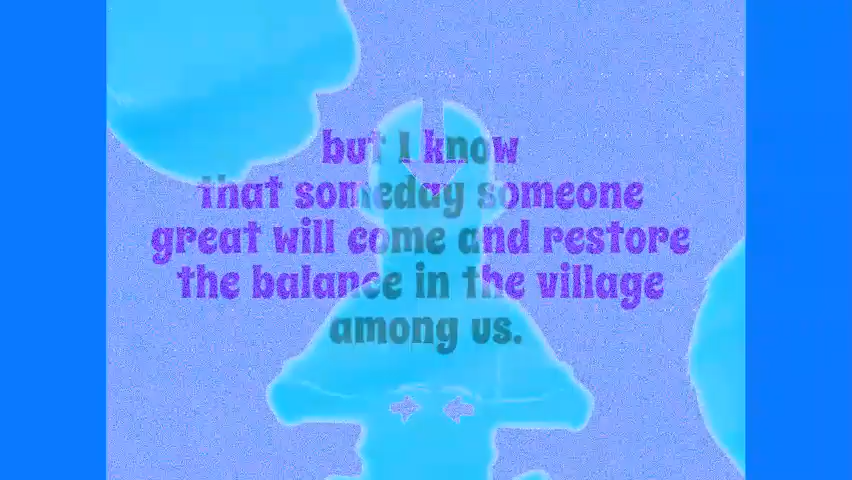 but I know
that someday someone
great will come and restore
the balance in the village
among us.